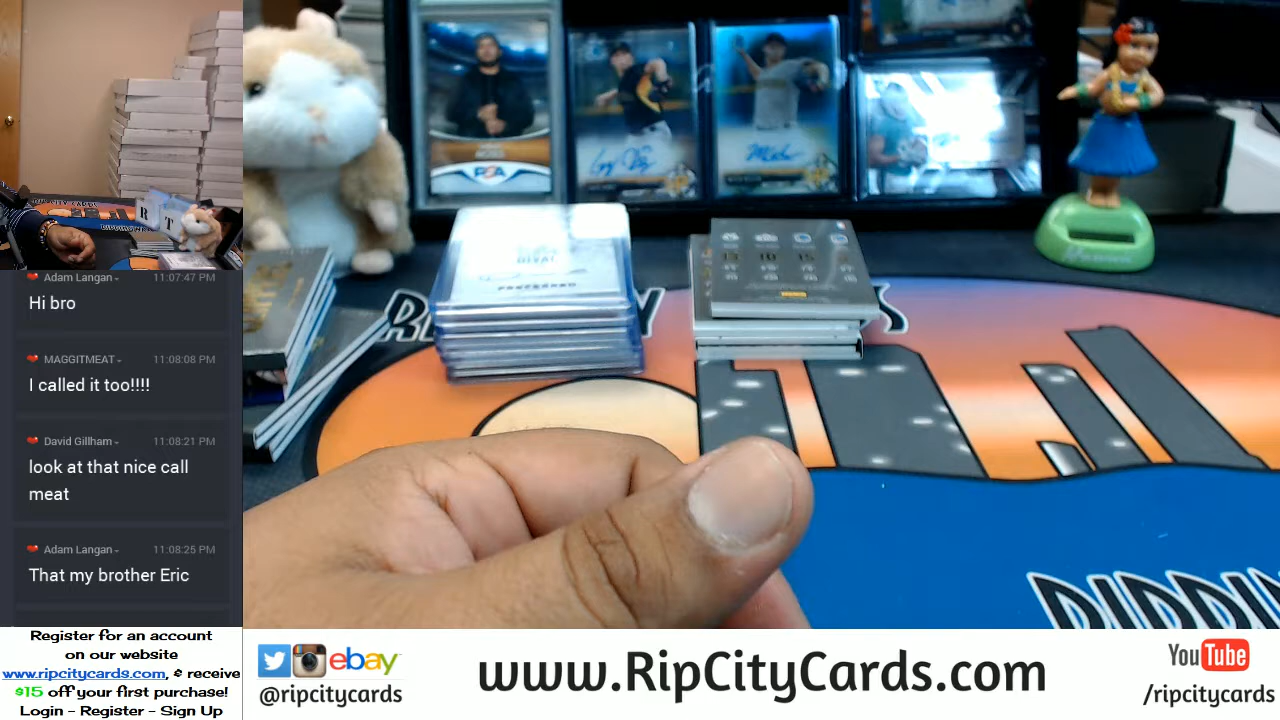 Adam Langan 11:07:47 PM
Hi bro
MAGGITMEAT 11:08:08 PM
I called it too!!!!
David Gillham 11:08:21 PM
look at that nice call
meat
Adam Langan 11:08:25 PM
That my brother Eric
Register for an account
on our website
www.ripcitycards.com, & receive
$15 off your first purchase!
Login - Register - Sign Up
ebay
@ripcitycards
www.RipCityCards.com
YouTube
/ripcitycards
R T